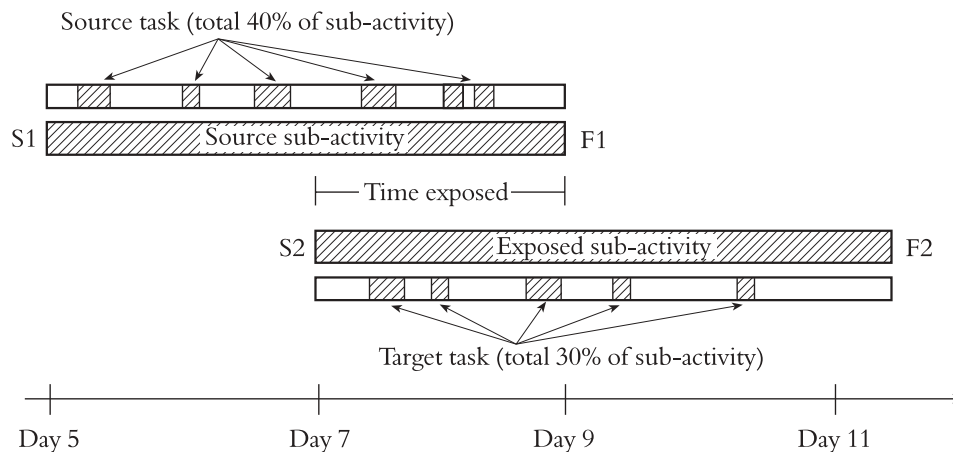 Source task (total 40% of sub-activity)
S1 Source sub-activity F1
Time exposed
S2 Exposed sub-activity F2
Target task (total 30% of sub-activity)
Day 5 Day 7 Day 9 Day 11